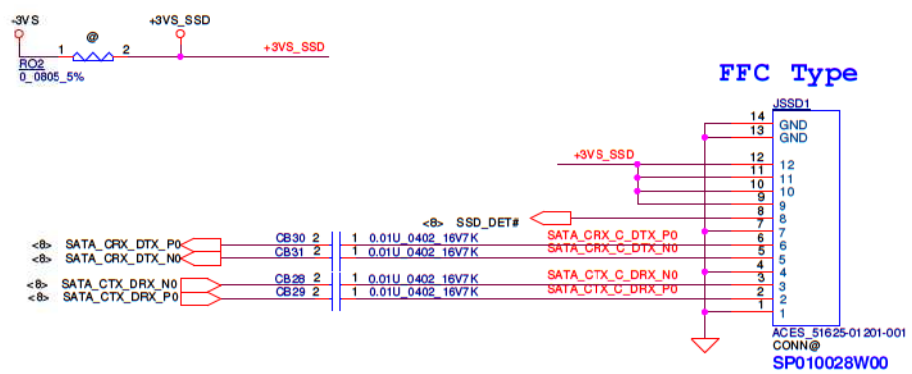 -3VS
+3VS_SSD
@
1
2
+3VS_SSD
RO2
0_0805_5%
FFC Type
JSSD1
14 GND
13 GND
+3VS_SSD
12 12
11 11
10 10
9 9
<8> SSD_DET#
8 8
7 7
<8> SATA_CRX_DTX_P0 CB30 2 1 0.01U_0402_16V7K SATA_CRX_C_DTX_P0 6 6
<8> SATA_CRX_DTX_N0 CB31 2 1 0.01U_0402_16V7K SATA_CRX_C_DTX_N0 5 5
4 4
<8> SATA_CTX_DRX_N0 CB28 2 1 0.01U_0402_16V7K SATA_CTX_C_DRX_N0 3 3
<8> SATA_CTX_DRX_P0 CB29 2 1 0.01U_0402_16V7K SATA_CTX_C_DRX_P0 2 2
1 1
ACES_51625-01201-001
CONN@
SP010028W00